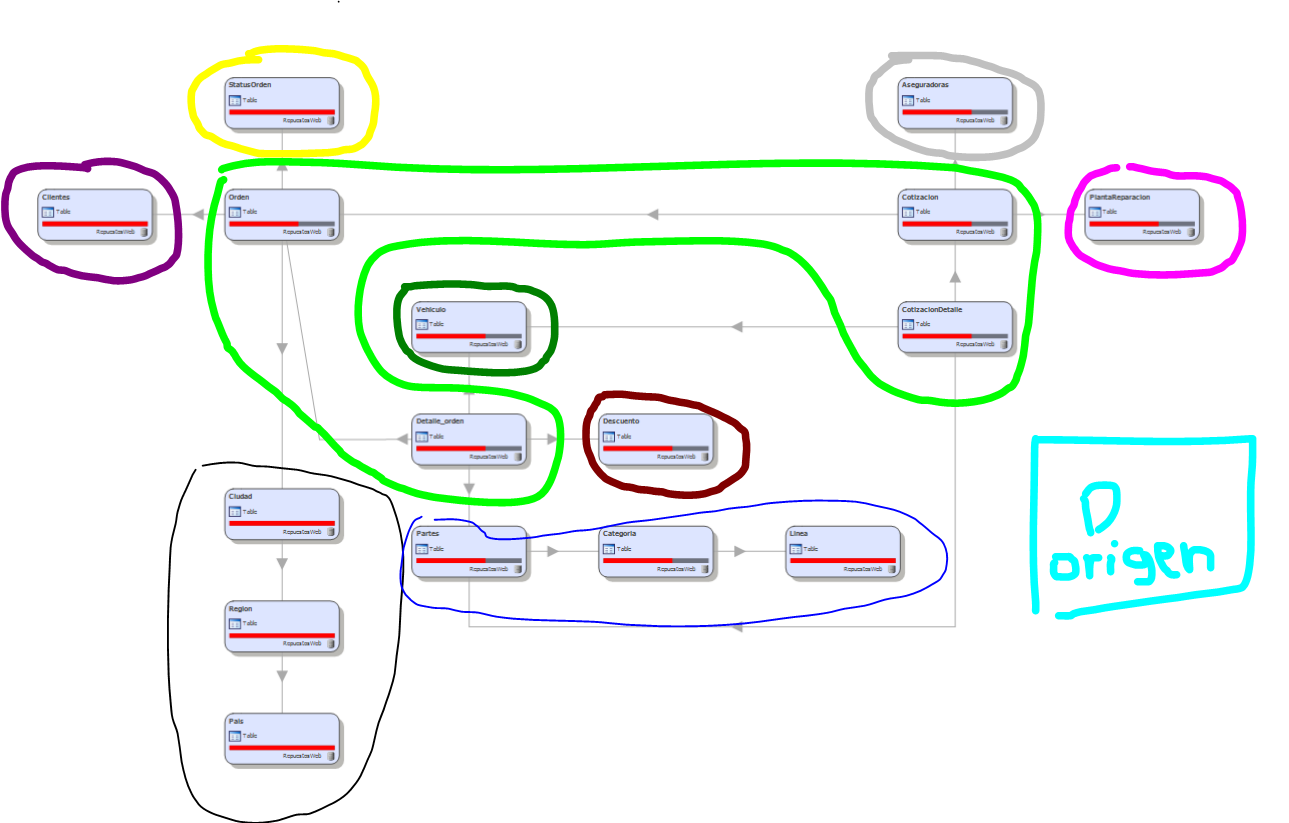 StatusOrden
Table
RepuestosWeb
Aseguradoras
Table
RepuestosWeb
Clientes
Table
RepuestosWeb
Orden
Table
RepuestosWeb
Cotizacion
Table
RepuestosWeb
PlantaReparacion
Table
RepuestosWeb
Vehiculo
Table
RepuestosWeb
CotizacionDetalle
Table
RepuestosWeb
Detalle_orden
Table
RepuestosWeb
Descuento
Table
RepuestosWeb
Ciudad
Table
RepuestosWeb
Partes
Table
RepuestosWeb
Categoria
Table
RepuestosWeb
Linea
Table
RepuestosWeb
D
origen
Region
Table
RepuestosWeb
Pais
Table
RepuestosWeb